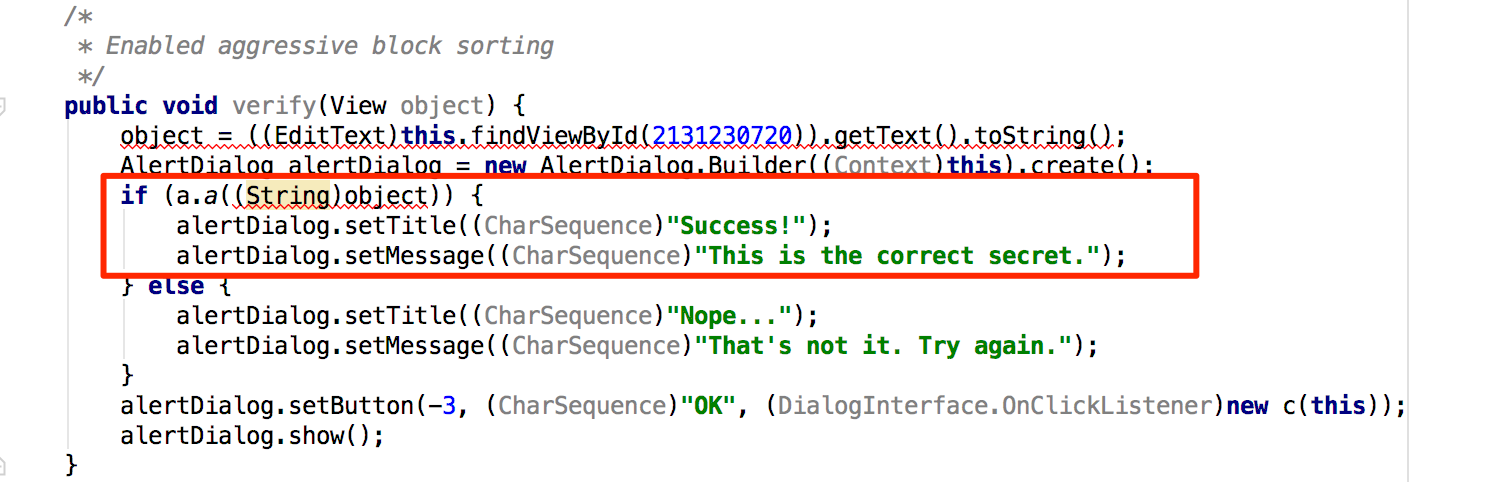 /*
 * Enabled aggressive block sorting
 */
public void verify(View object) {
    object = ((EditText)this.findViewById(2131230720)).getText().toString();
    AlertDialog alertDialog = new AlertDialog.Builder((Context)this).create();
    if (a.a((String)object)) {
        alertDialog.setTitle((CharSequence)"Success!");
        alertDialog.setMessage((CharSequence)"This is the correct secret.");
    } else {
        alertDialog.setTitle((CharSequence)"Nope...");
        alertDialog.setMessage((CharSequence)"That's not it. Try again.");
    }
    alertDialog.setButton(-3, (CharSequence)"OK", (DialogInterface.OnClickListener)new c(this));
    alertDialog.show();
}